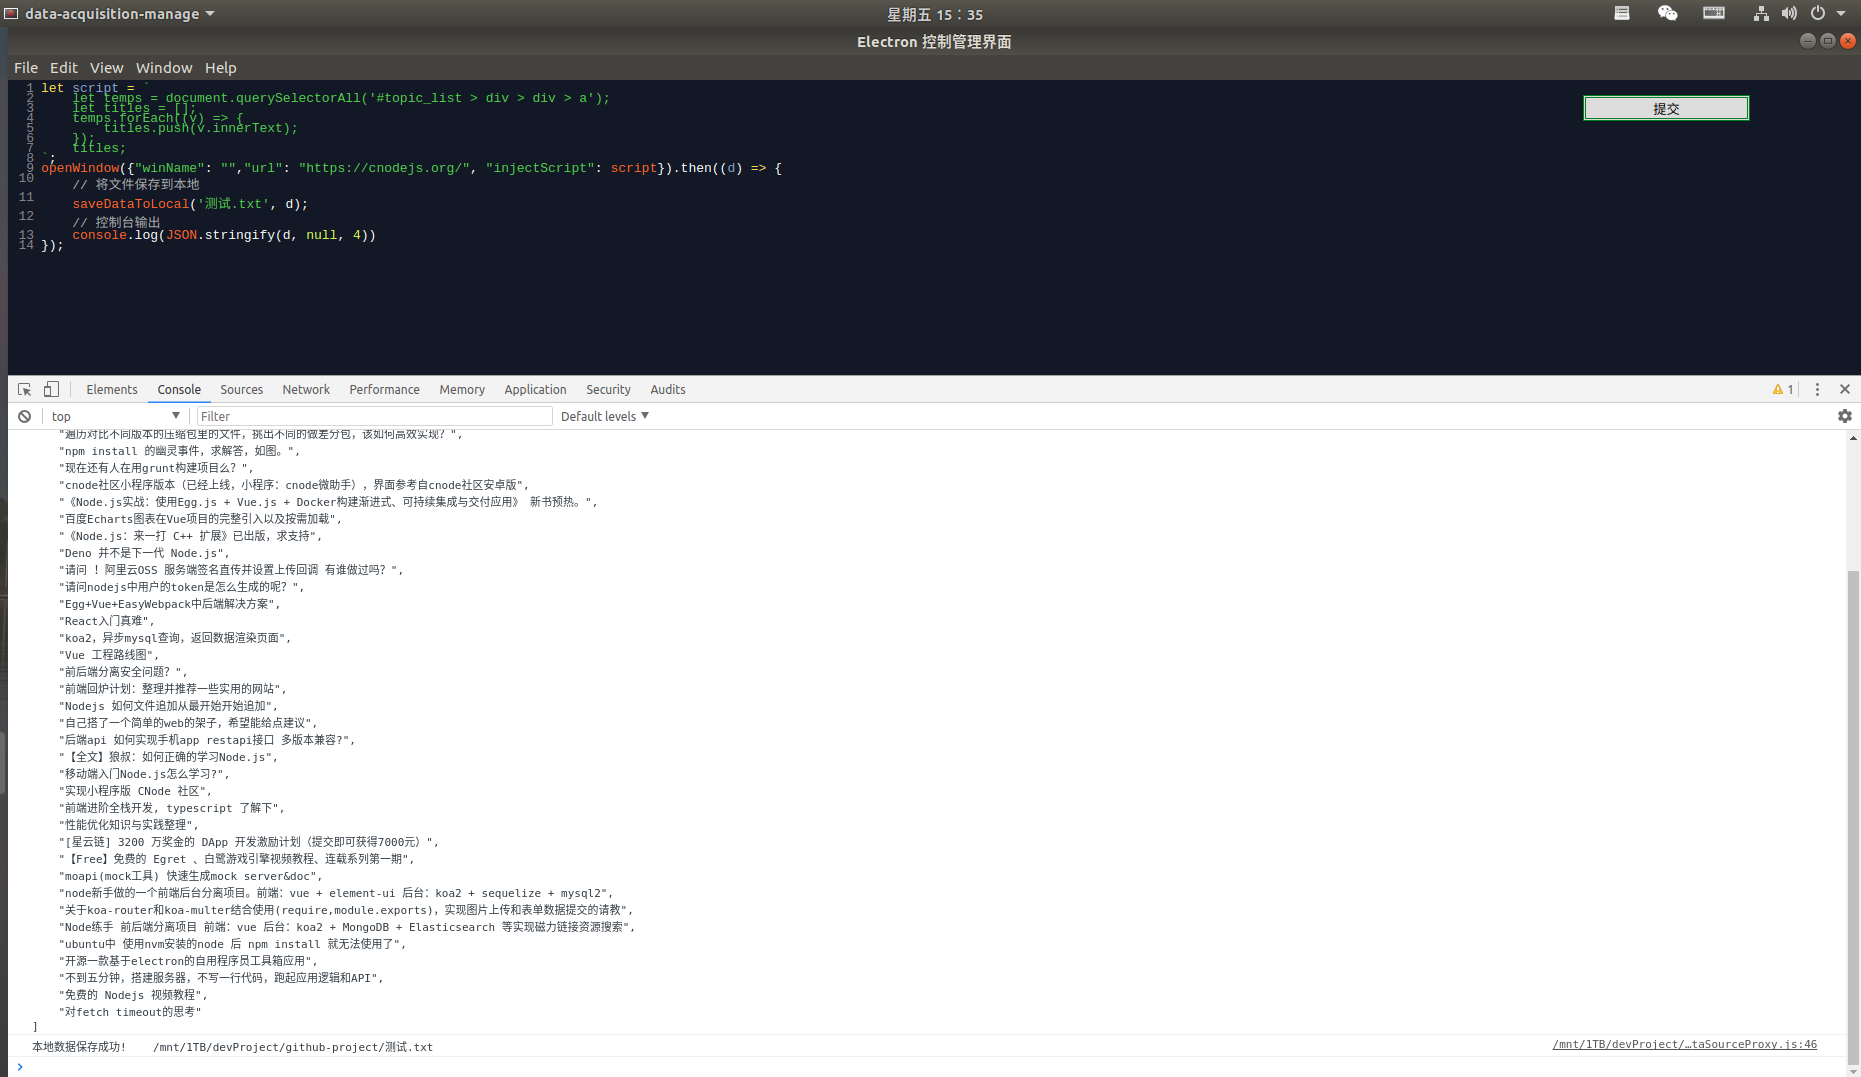 data-acquisition-manage
星期五 15：35
Electron 控制管理界面
File Edit View Window Help
1 let script = `
2 let temps = document.querySelectorAll('#topic_list > div > div > a');
3 let titles = [];
4 temps.forEach((v) => {
5 titles.push(v.innerText);
6 });
7 titles;
8 `;
9 openWindow({"winName": "","url": "https://cnodejs.org/", "injectScript": script}).then((d) => {
10 // 将文件保存到本地
11 saveDataToLocal('测试.txt', d);
12 // 控制台输出
13 console.log(JSON.stringify(d, null, 4))
14 });
提交
Elements Console Sources Network Performance Memory Application Security Audits
1
top Filter Default levels
"遍历对比不同版本的压缩包里的文件，挑出不同的做差分包，该如何高效实现？",
"npm install 的幽灵事件，求解答，如图。",
"现在还有人在用grunt构建项目么？",
"cnode社区小程序版本（已经上线，小程序：cnode微助手），界面参考自cnode社区安卓版",
"《Node.js实战：使用Egg.js + Vue.js + Docker构建渐进式、可持续集成与交付应用》 新书预热。",
"百度Echarts图表在Vue项目的完整引入以及按需加载",
"《Node.js：来一打 C++ 扩展》已出版，求支持",
"Deno 并不是下一代 Node.js",
"请问 ！阿里云OSS 服务端签名直传并设置上传回调 有谁做过吗？",
"请问nodejs中用户的token是怎么生成的呢？",
"Egg+Vue+EasyWebpack中后端解决方案",
"React入门真难",
"koa2，异步mysql查询，返回数据渲染页面",
"Vue 工程路线图",
"前后端分离安全问题？",
"前端回炉计划：整理并推荐一些实用的网站",
"Nodejs 如何文件追加从最开始开始追加",
"自己搭了一个简单的web的架子，希望能给点建议",
"后端api 如何实现手机app restapi接口 多版本兼容?",
"【全文】狼叔：如何正确的学习Node.js",
"移动端入门Node.js怎么学习?",
"实现小程序版 CNode 社区",
"前端进阶全栈开发, typescript 了解下",
"性能优化知识与实践整理",
"[星云链] 3200 万奖金的 DApp 开发激励计划（提交即可获得7000元）",
"【Free】免费的 Egret 、白鹭游戏引擎视频教程、连载系列第一期",
"moapi(mock工具) 快速生成mock server&doc",
"node新手做的一个前端后台分离项目。前端：vue + element-ui 后台：koa2 + sequelize + mysql2",
"关于koa-router和koa-multer结合使用(require,module.exports)，实现图片上传和表单数据提交的请教",
"Node练手 前后端分离项目 前端：vue 后台：koa2 + MongoDB + Elasticsearch 等实现磁力链接资源搜索",
"ubuntu中 使用nvm安装的node 后 npm install 就无法使用了",
"开源一款基于electron的自用程序员工具箱应用",
"不到五分钟，搭建服务器，不写一行代码，跑起应用逻辑和API",
"免费的 Nodejs 视频教程",
"对fetch timeout的思考"
]
本地数据保存成功! /mnt/1TB/devProject/github-project/测试.txt
/mnt/1TB/devProject/…taSourceProxy.js:46